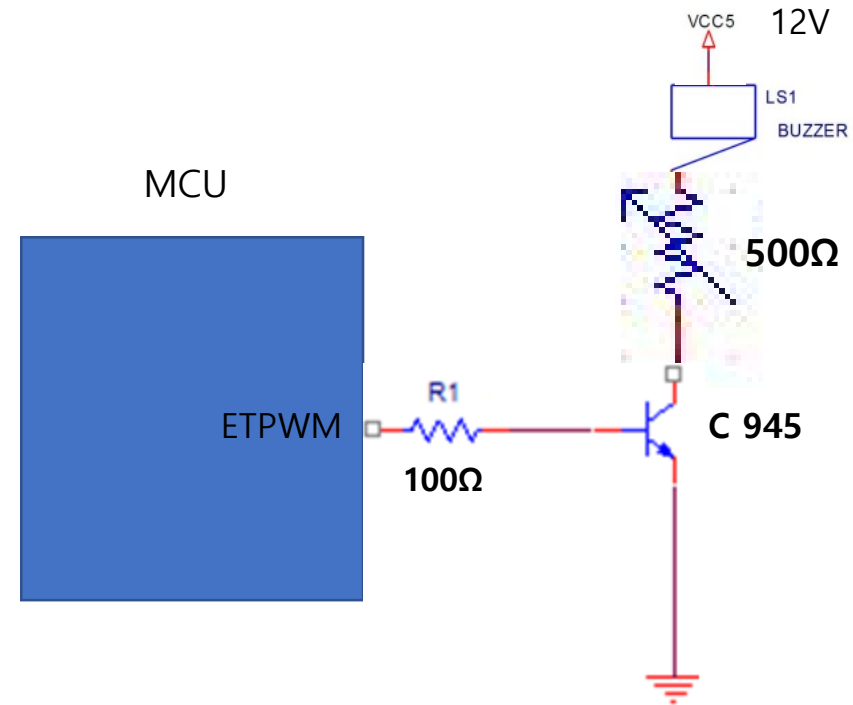 VCC5 12V
LS1
BUZZER
MCU
500Ω
R1
ETPWM
C 945
100Ω